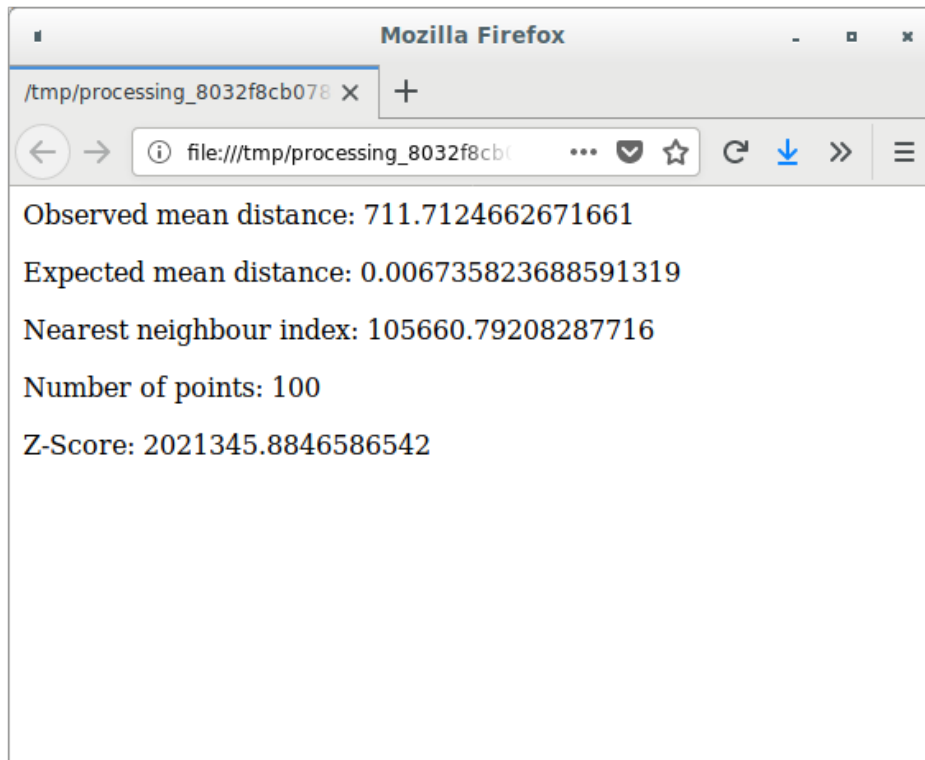 Mozilla Firefox
/tmp/processing_8032f8cb078
file:///tmp/processing_8032f8cb
Observed mean distance: 711.7124662671661
Expected mean distance: 0.006735823688591319
Nearest neighbour index: 105660.79208287716
Number of points: 100
Z-Score: 2021345.8846586542